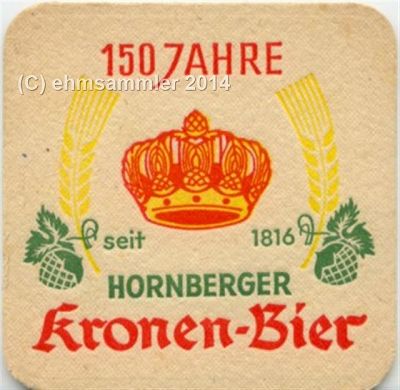 150 JAHRE
(C) ehmsammler 2014
seit 1816
HORNBERGER
Kronen-Bier